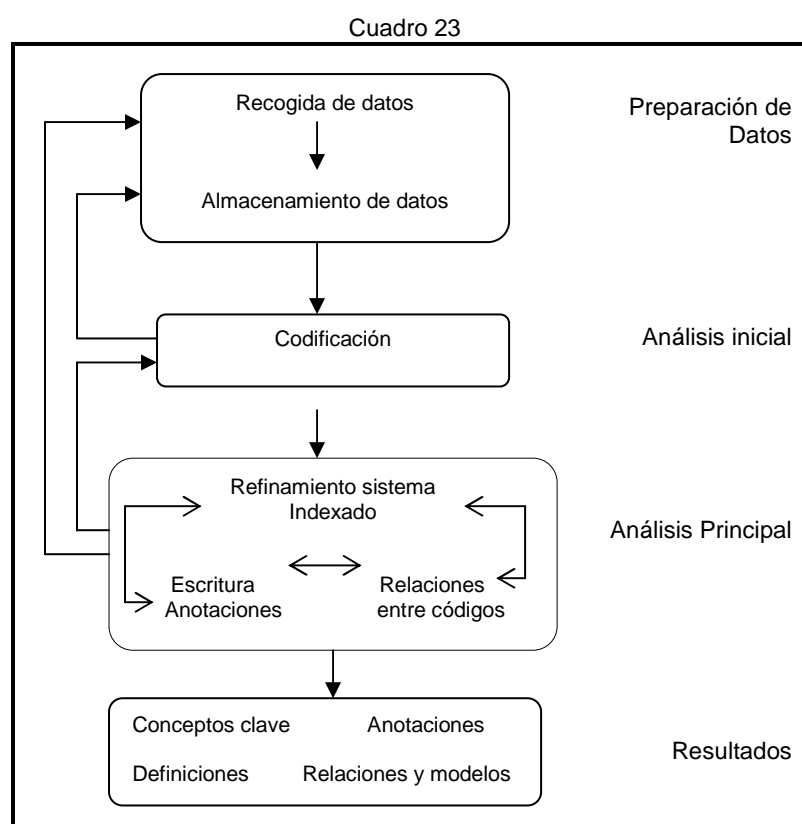 Cuadro 23
Recogida de datos
Preparación de
Datos
Almacenamiento de datos
Codificación
Análisis inicial
Refinamiento sistema
Indexado
Análisis Principal
Escritura
Anotaciones
Relaciones
entre códigos
Conceptos clave
Anotaciones
Definiciones
Relaciones y modelos
Resultados